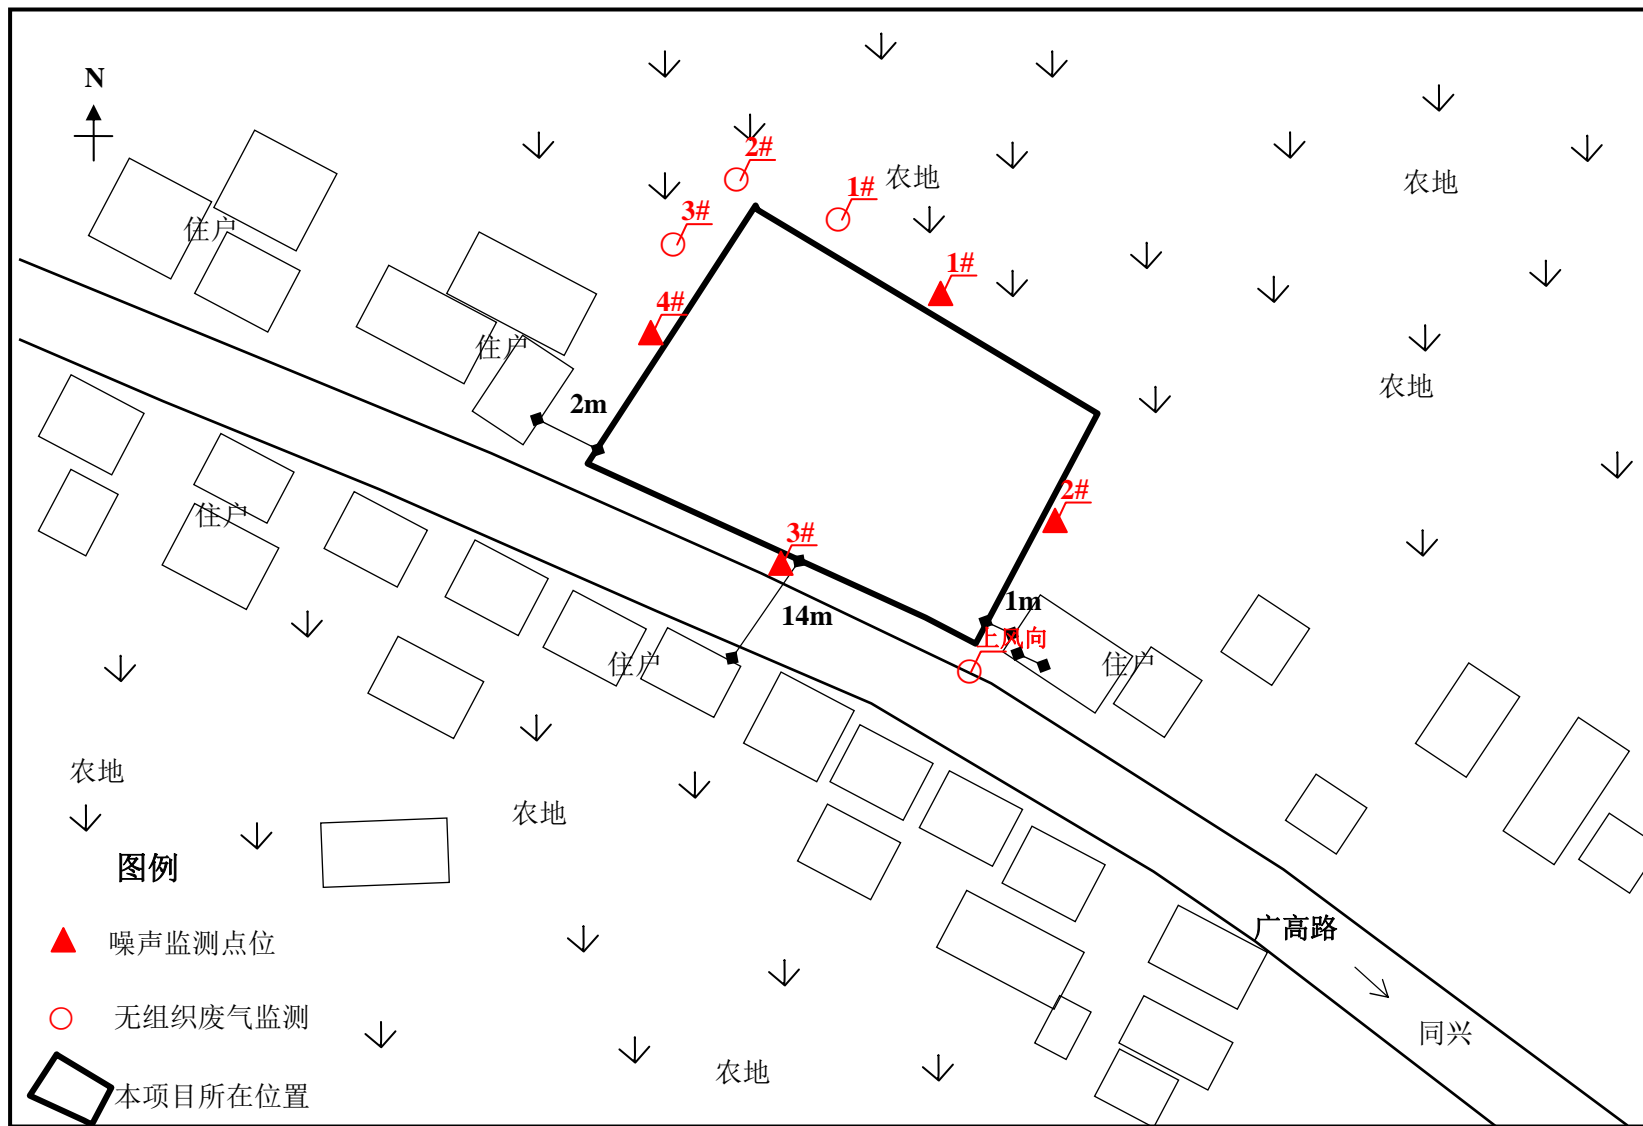 N
2#
农地
1#
农地
3#
住户
1#
4#
住户
农地
2m
2#
住户
3#
1m
14m
上风向
住户
住户
农地
农地
图例
广高路
噪声监测点位
无组织废气监测
同兴
农地
本项目所在位置